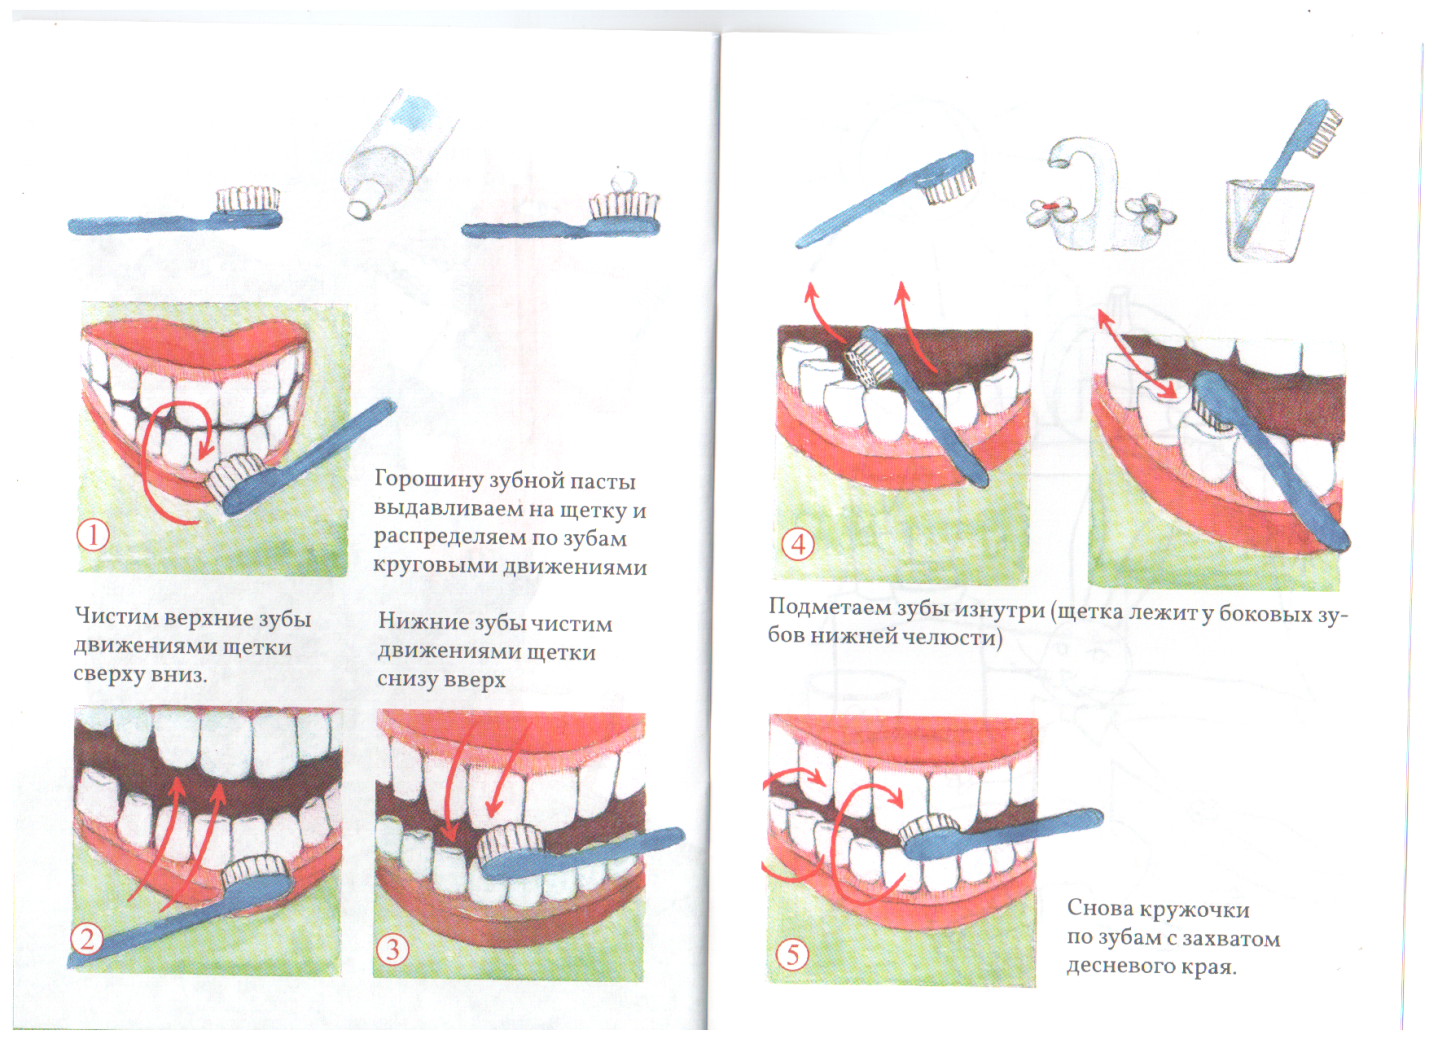 Горошину зубной пасты
выдавливаем на щетку и
распределяем по зубам
круговыми движениями
1
Чистим верхние зубы
движениями щетки
сверху вниз.
Нижние зубы чистим
движениями щетки
снизу вверх
2
3
4
Подметаем зубы изнутри (щетка лежит у боковых зу-
бов нижней челюсти)
5
Снова кружочки
по зубам с захватом
десневого края.